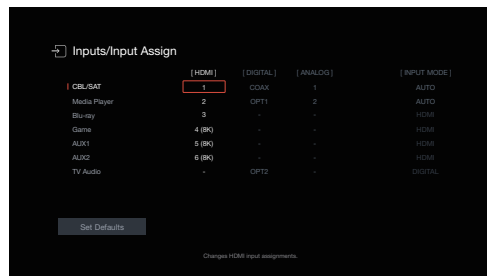 Inputs/Input Assign
[ HDMI ] [ DIGITAL ] [ ANALOG ] [ INPUT MODE ]
CBL/SAT 1 COAX 1 AUTO
Media Player 2 OPT1 2 AUTO
Blu-ray 3 - - HDMI
Game 4 (8K) - - HDMI
AUX1 5 (8K) - - HDMI
AUX2 6 (8K) - - HDMI
TV Audio - OPT2 - DIGITAL
Set Defaults
Changes HDMI input assignments.